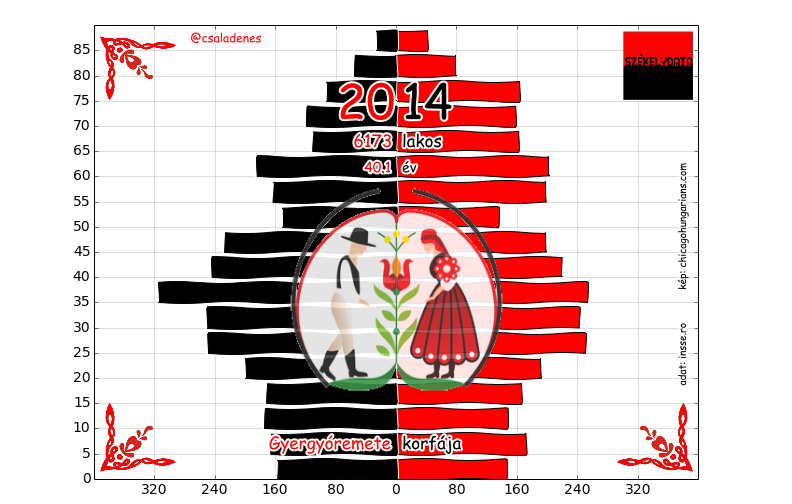 @csaladenes
SZÉKELYDATA
2014
6173 lakos
40.1 év
kép: chicagohungarians.com
adat: insse.ro
Gyergyóremete korfája
85
80
75
70
65
60
55
50
45
40
35
30
25
20
15
10
5
0
320 240 160 80 0 80 160 240 320